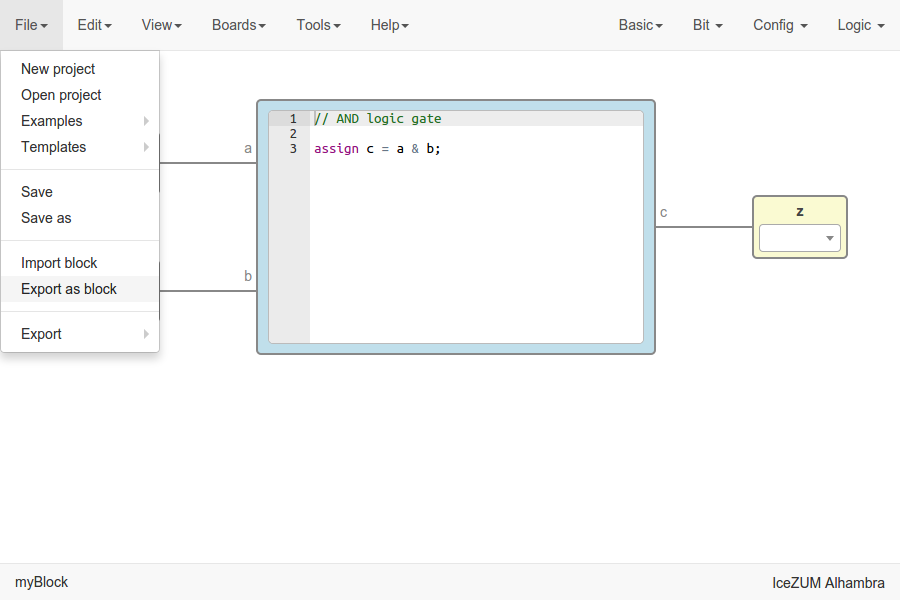 File Edit View Boards Tools Help Basic Bit Config Logic
New project
Open project
Examples
Templates
Save
Save as
Import block
Export as block
Export
a
b
1 // AND logic gate
2
3 assign c = a & b;
c
z
myBlock IceZUM Alhambra